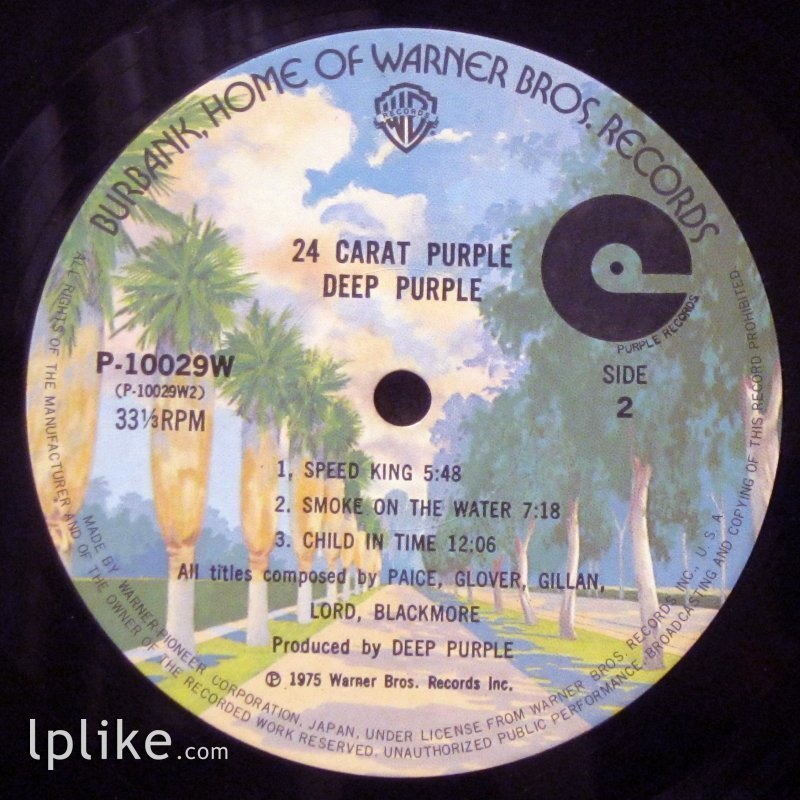 BURBANK, HOME OF WARNER BROS. RECORDS
W
RECORDS
24 CARAT PURPLE
DEEP PURPLE
PURPLE RECORDS
P-10029W
(P-10029W2)
33⅓RPM
SIDE
2
1. SPEED KING 5:48
2. SMOKE ON THE WATER 7:18
3. CHILD IN TIME 12:06
All titles composed by PAICE, GLOVER, GILLAN,
LORD, BLACKMORE
Produced by DEEP PURPLE
Ⓟ 1975 Warner Bros. Records Inc.
MADE BY WARNER-PIONEER CORPORATION, JAPAN, UNDER LICENSE FROM WARNER BROS. RECORDS INC., U S A
ALL RIGHTS OF THE MANUFACTURER AND OF THE OWNER OF THE RECORDED WORK RESERVED. UNAUTHORIZED PUBLIC PERFORMANCE, BROADCASTING AND COPYING OF THIS RECORD PROHIBITED
lplike.com